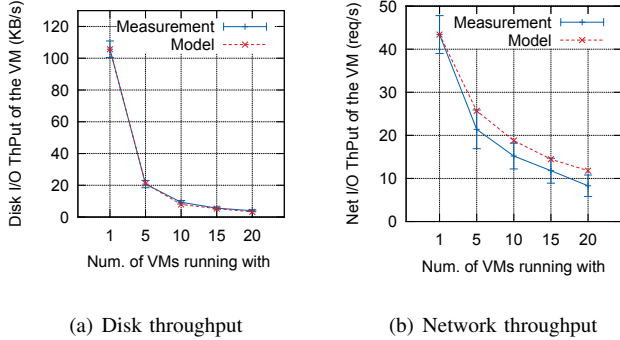 Disk I/O ThPut of the VM (KB/s)
120
100
80
60
40
20
0
Measurement
Model
1 5 10 15 20
Num. of VMs running with
(a) Disk throughput
Net I/O ThPut of the VM (req/s)
50
40
30
20
10
0
Measurement
Model
1 5 10 15 20
Num. of VMs running with
(b) Network throughput